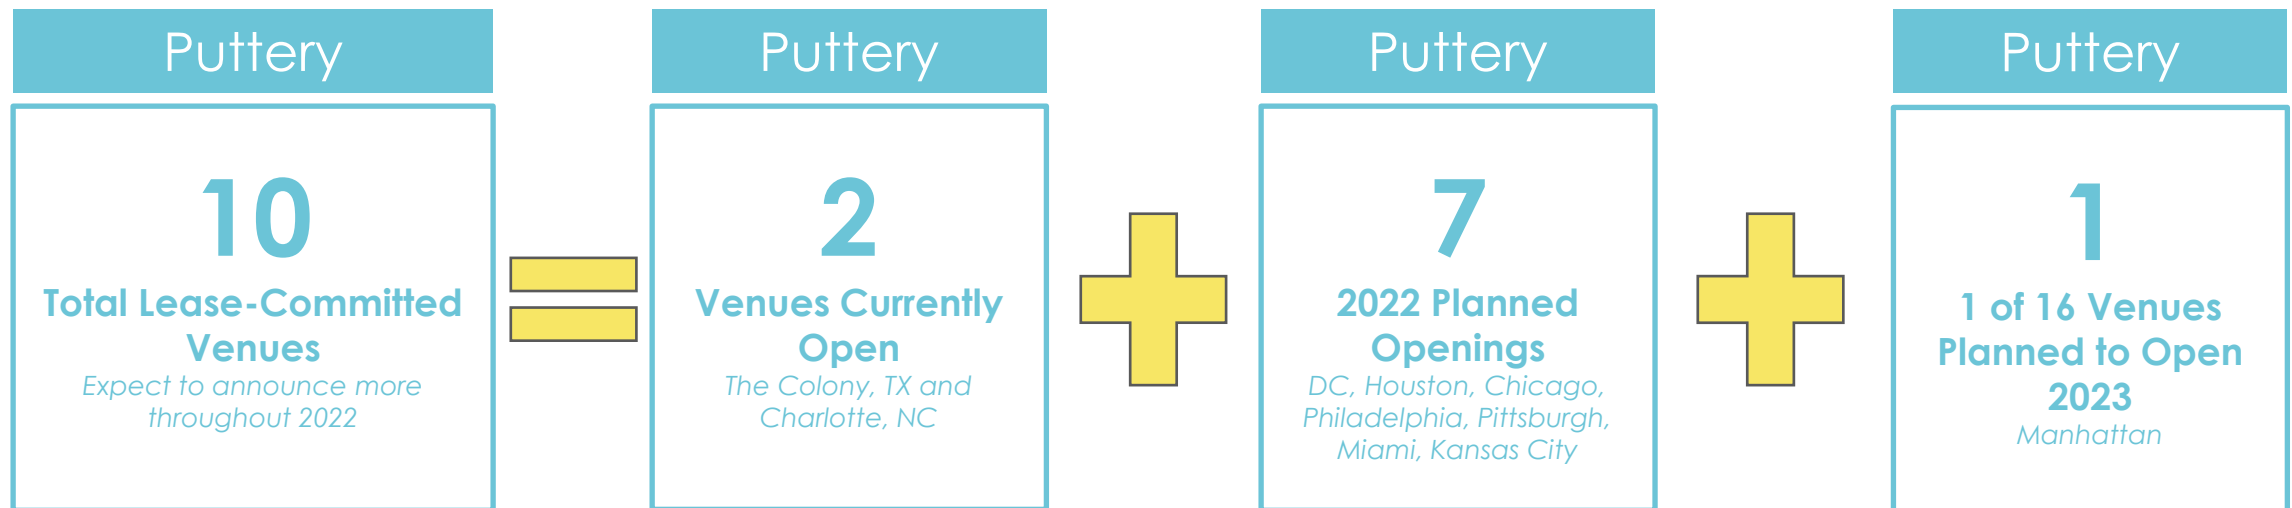 Puttery
10
Total Lease-Committed
Venues
Expect to announce more
throughout 2022
Puttery
2
Venues Currently
Open
The Colony, TX and
Charlotte, NC
Puttery
7
2022 Planned
Openings
DC, Houston, Chicago,
Philadelphia, Pittsburgh,
Miami, Kansas City
Puttery
1
1 of 16 Venues
Planned to Open
2023
Manhattan